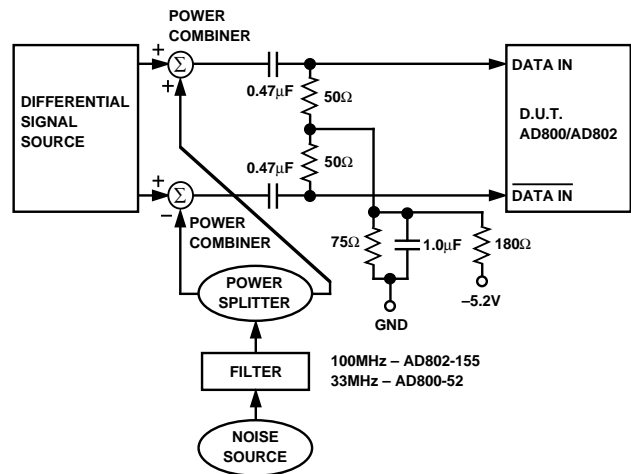 POWER
COMBINER
+
+
Σ
DIFFERENTIAL
SIGNAL
SOURCE
0.47µF
50Ω
DATA IN
D.U.T.
AD800/AD802
0.47µF
50Ω
+
–
Σ
DATA IN
POWER
COMBINER
75Ω
1.0µF
180Ω
POWER
SPLITTER
–5.2V
GND
FILTER
100MHz – AD802-155
33MHz – AD800-52
NOISE
SOURCE